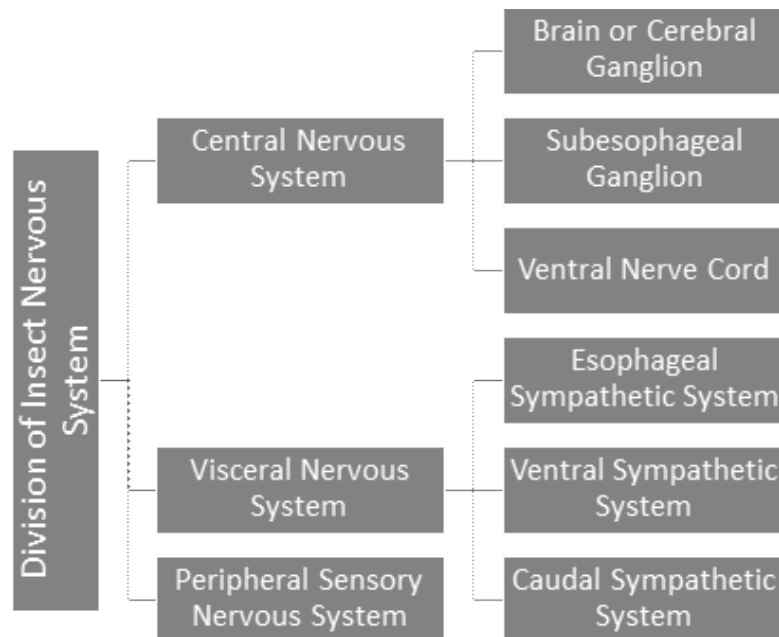 Division of Insect Nervous
System
Central Nervous
System
Brain or Cerebral
Ganglion
Subesophageal
Ganglion
Ventral Nerve Cord
Visceral Nervous
System
Esophageal
Sympathetic System
Ventral Sympathetic
System
Caudal Sympathetic
System
Peripheral Sensory
Nervous System